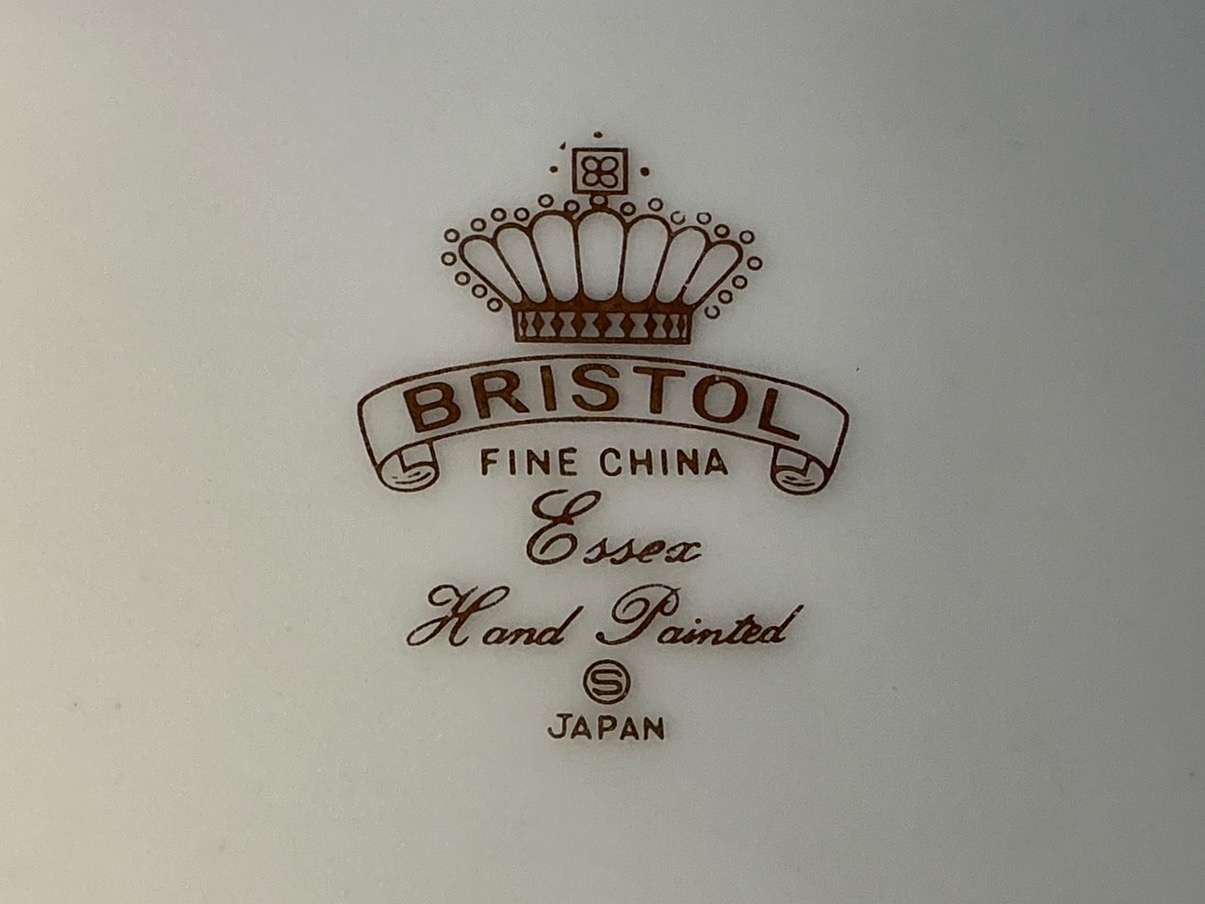 BRISTOL
FINE CHINA
Essex
Hand Painted
S
JAPAN